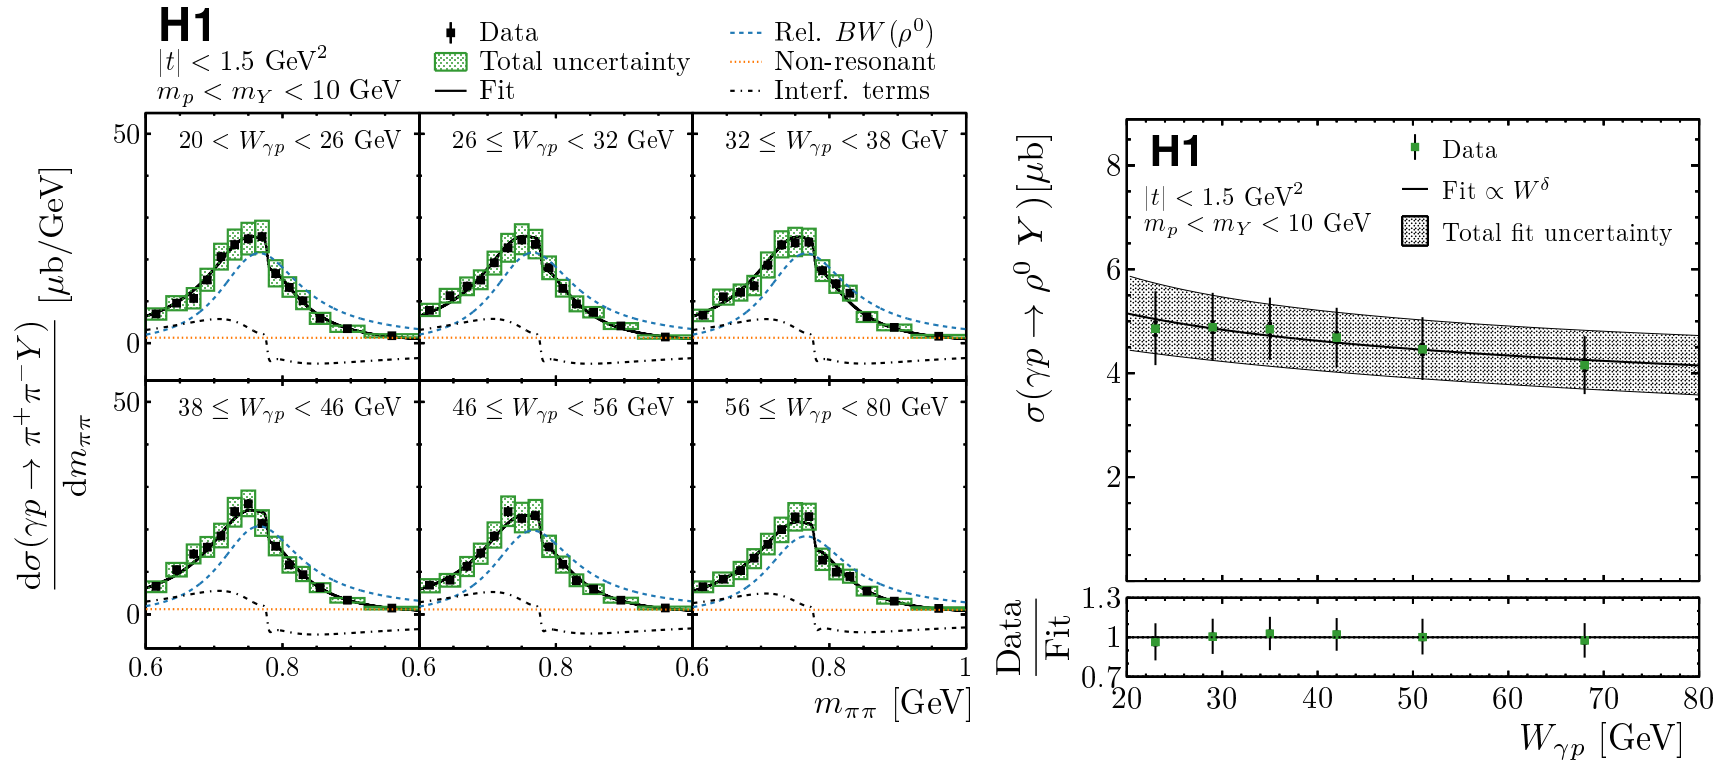 H1
|t| < 1.5 GeV²
m_p < m_Y < 10 GeV
Data
Total uncertainty
Fit
Rel. BW(ρ⁰)
Non-resonant
Interf. terms
dσ(γp → π⁺π⁻Y) / dm_ππ [μb/GeV]
50
0
20 < W_γp < 26 GeV
26 ≤ W_γp < 32 GeV
32 ≤ W_γp < 38 GeV
50
0
38 ≤ W_γp < 46 GeV
46 ≤ W_γp < 56 GeV
56 ≤ W_γp < 80 GeV
0.6 0.8 0.6 0.8 0.6 0.8 1
m_ππ [GeV]
σ(γp → ρ⁰ Y) [μb]
8
6
4
2
H1
|t| < 1.5 GeV²
m_p < m_Y < 10 GeV
Data
Fit ∝ W^δ
Total fit uncertainty
Data / Fit
1.3
1
0.7
20 30 40 50 60 70 80
W_γp [GeV]